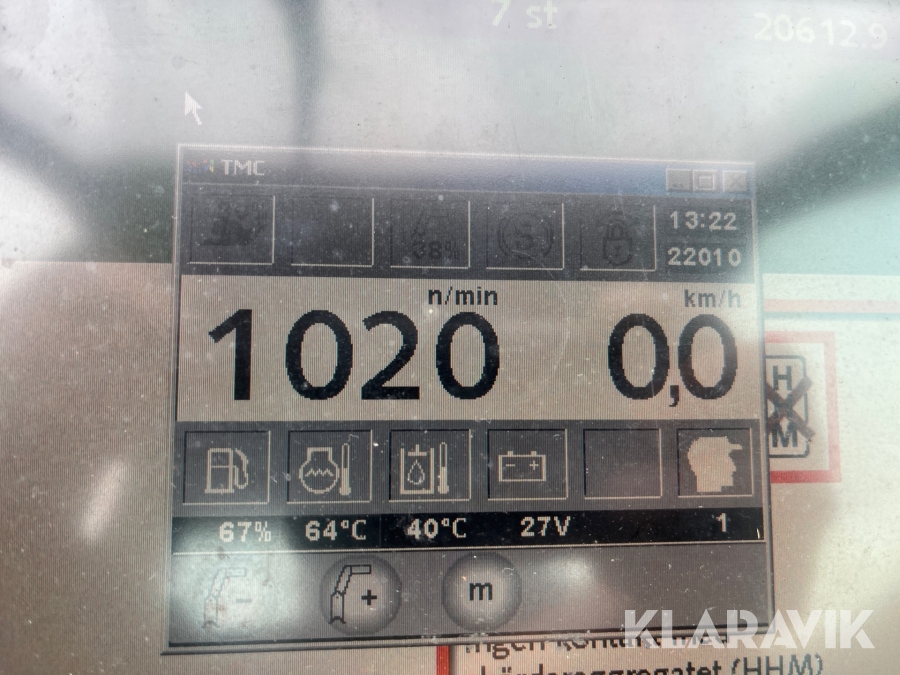 7 st
20612.9
TMC
38%
S
13:22
22010
n/min
km/h
1020
0,0
H
M
67%
64°C
40°C
27V
1
m
KLARAVIK
(HHM)